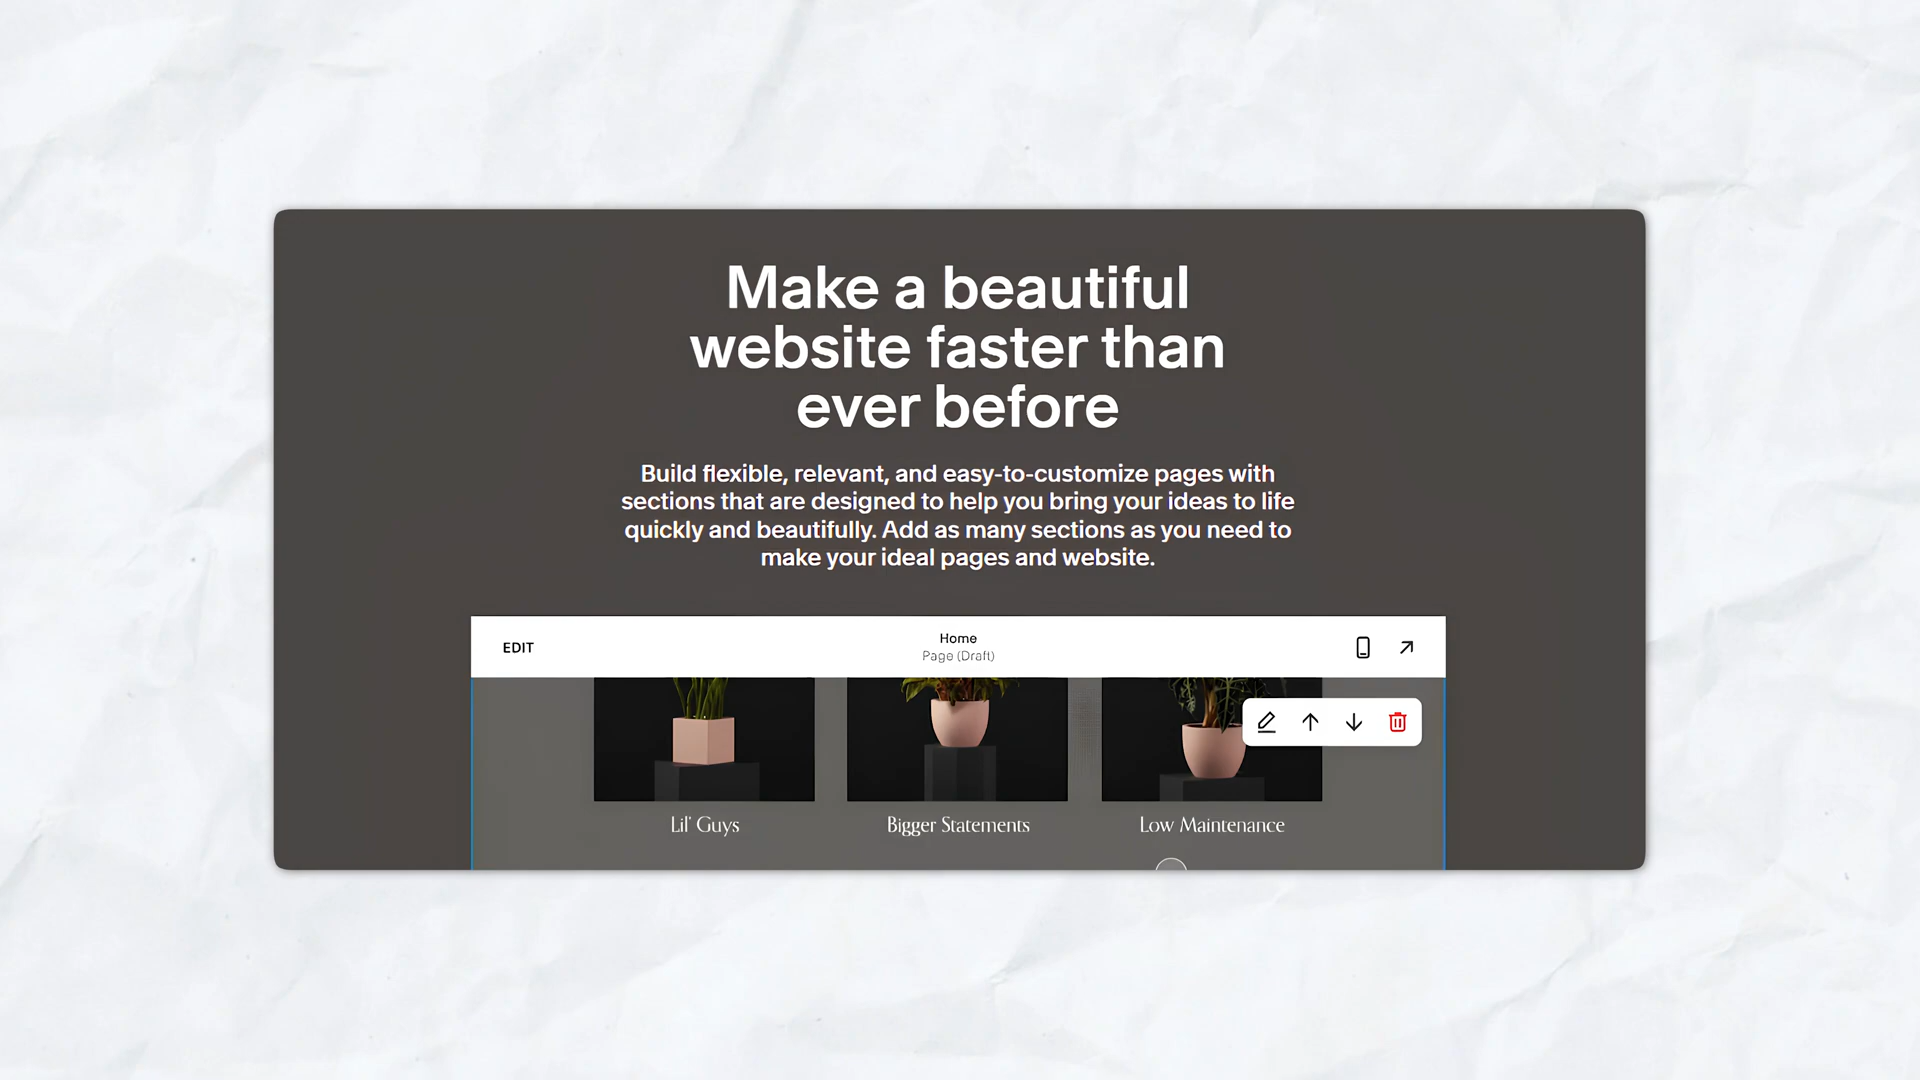 Make a beautiful
website faster than
ever before
Build flexible, relevant, and easy-to-customize pages with
sections that are designed to help you bring your ideas to life
quickly and beautifully. Add as many sections as you need to
make your ideal pages and website.
EDIT
Home
Page (Draft)
Lil' Guys
Bigger Statements
Low Maintenance